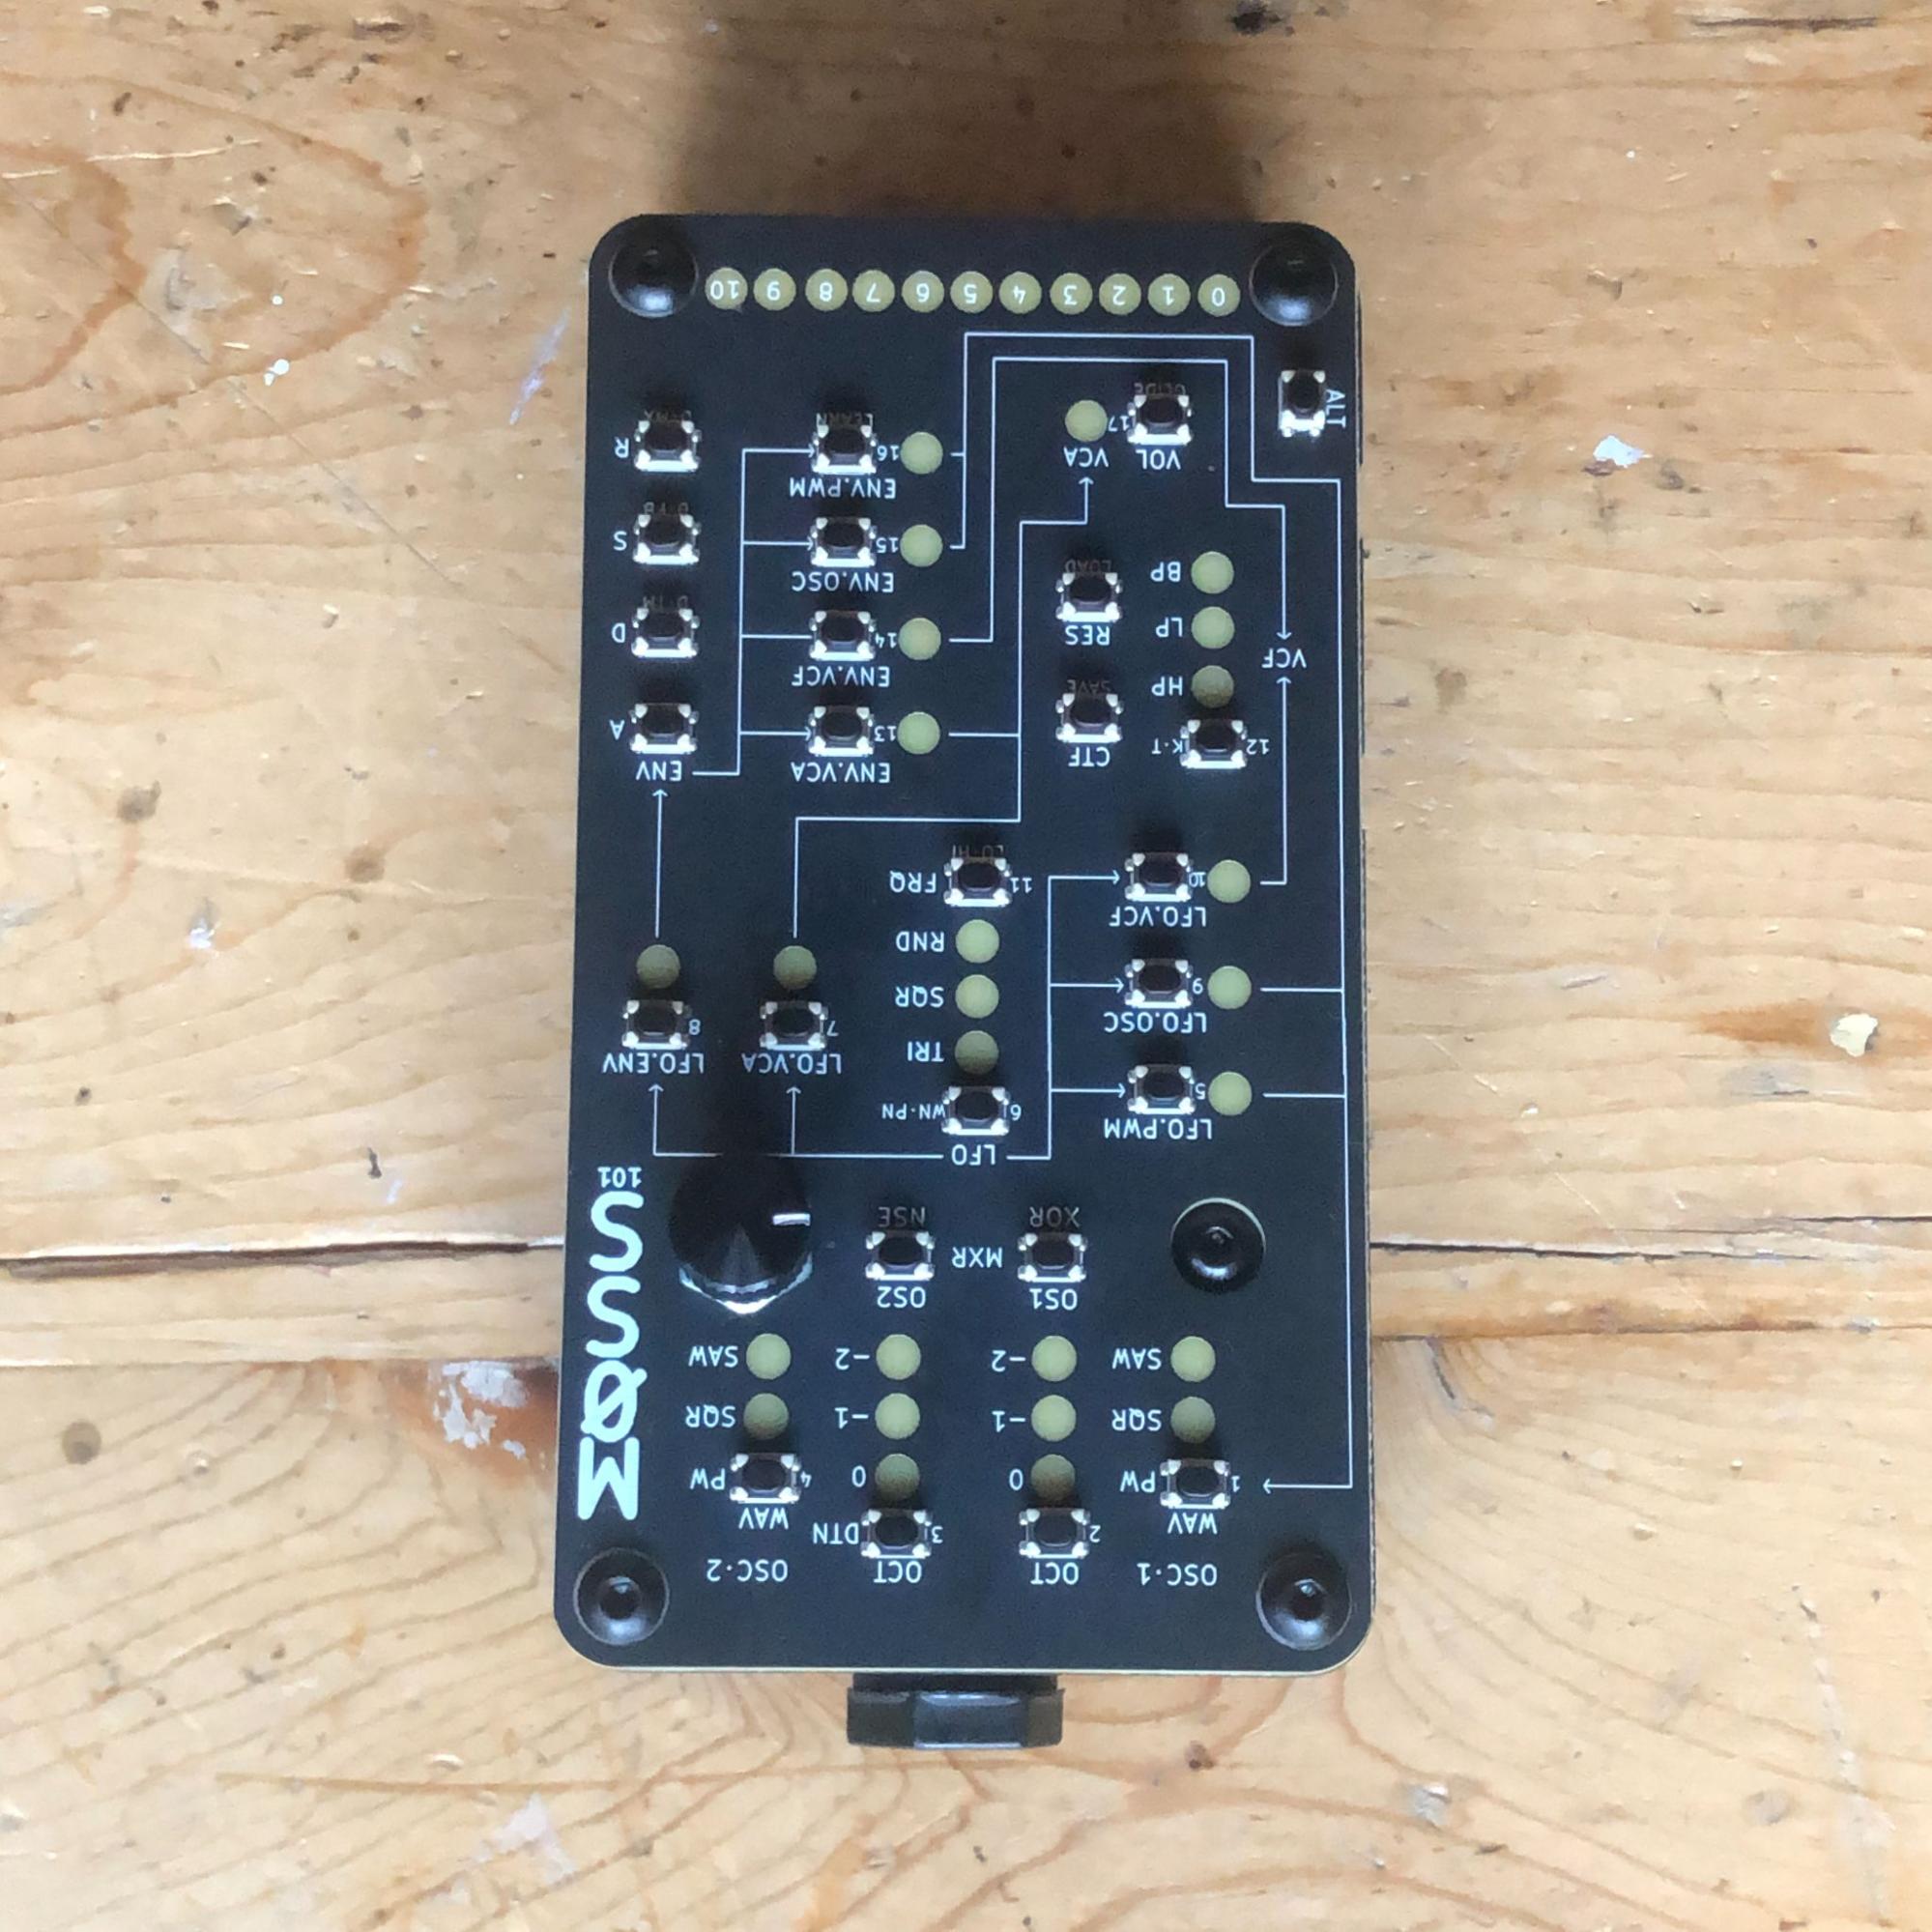 OSC·1 OCT OCT OSC·2
2 3 DTN
WAV WAV
1 PW 0 0 4 PW
SQR -1 -1 SQR
SAW -2 -2 SAW
MØSS
101
OS1 MXR OS2
XOR NSE
LFO
LFO.PWM
5 6 WN·PN
TRI
LFO.VCA LFO.ENV
7 8
LFO.OSC
9 SQR
RND
LFO.VCF
10 11 FRQ
LO·HI
12 K·T CTF
SAVE
HP
VCF
LP RES
LOAD
BP
ENV.VCA ENV
13 A
ENV.VCF
14 D
ENV.OSC
15 S
ENV.PWM
16 R
LEARN
VOL VCA
17
GLIDE
ALT
0 1 2 3 4 5 6 7 8 9 10